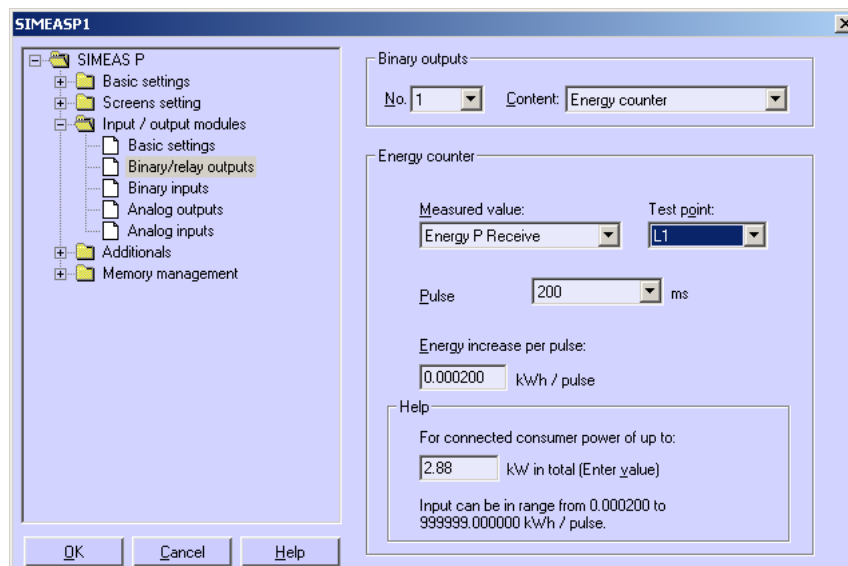 SIMEASP1
SIMEAS P
Basic settings
Screens setting
Input / output modules
Basic settings
Binary/relay outputs
Binary inputs
Analog outputs
Analog inputs
Additionals
Memory management
OK
Cancel
Help
Binary outputs
No. 1
Content: Energy counter
Energy counter
Measured value:
Test point:
Energy P Receive
L1
Pulse
200
ms
Energy increase per pulse:
0.000200
kWh / pulse
Help
For connected consumer power of up to:
2.88
kW in total (Enter value)
Input can be in range from 0.000200 to
999999.000000 kWh / pulse.